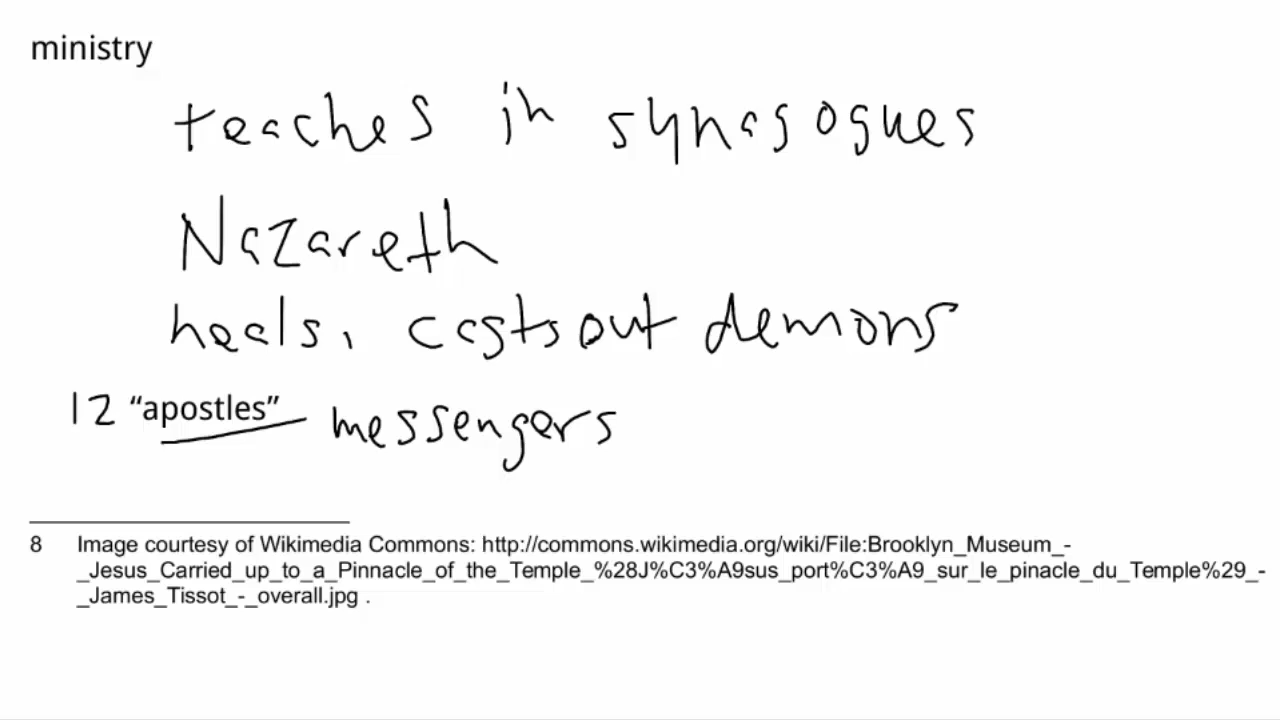 ministry
teaches in synagogues
Nazareth
heals, casts out demons
12 “apostles” messengers
8 Image courtesy of Wikimedia Commons: http://commons.wikimedia.org/wiki/File:Brooklyn_Museum_-
_Jesus_Carried_up_to_a_Pinnacle_of_the_Temple_%28J%C3%A9sus_port%C3%A9_sur_le_pinacle_du_Temple%29_-
_James_Tissot_-_overall.jpg .